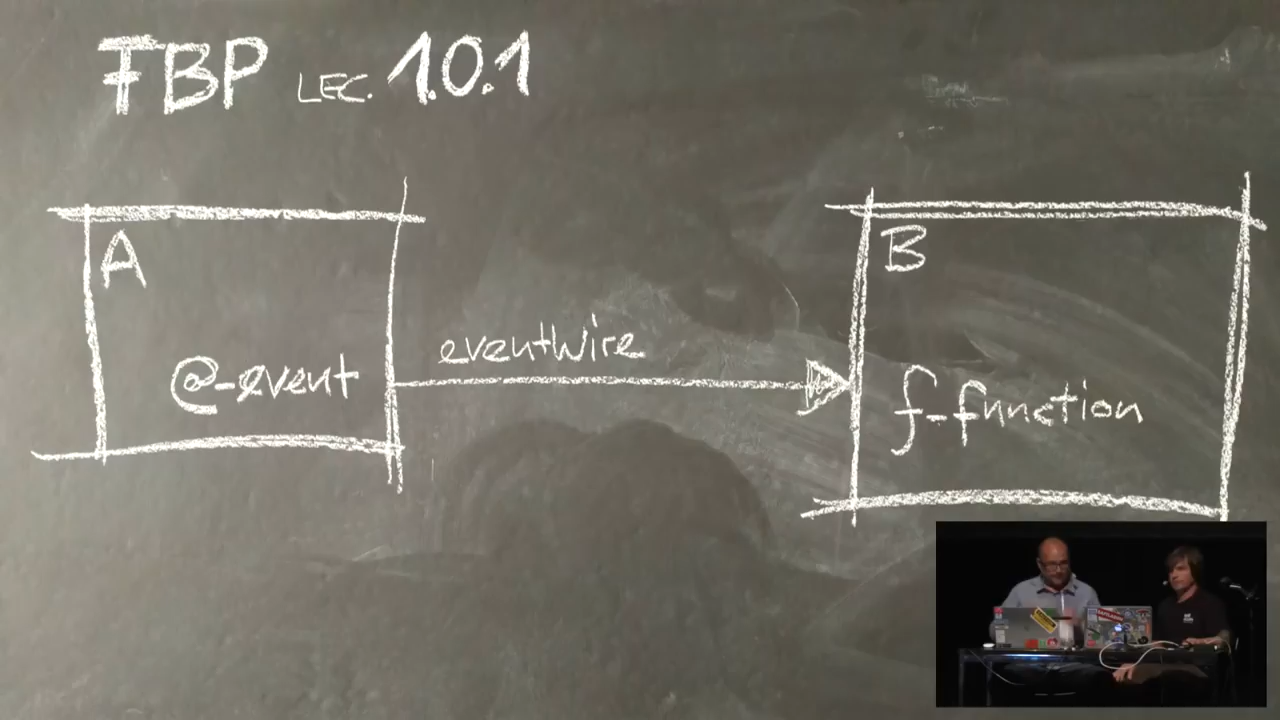 FBP LEC. 1.0.1
A
@-event
eventwire
B
f-function